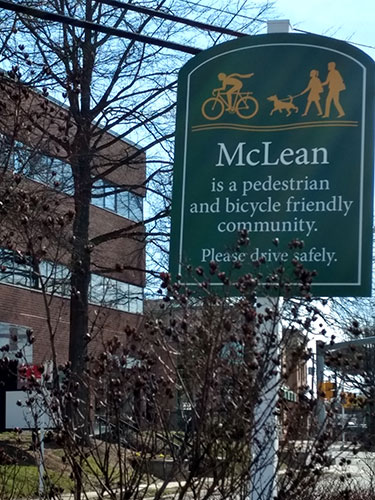 McLean
is a pedestrian
and bicycle friendly
community.
Please drive safely.